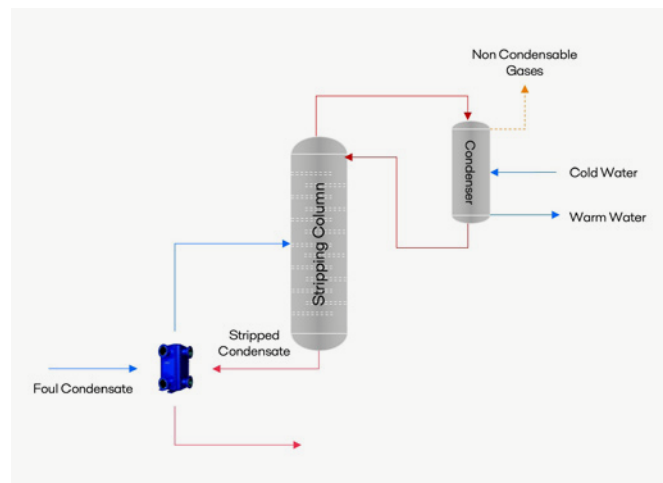 Non Condensable
Gases
Condenser
Cold Water
Warm Water
Stripping Column
Stripped
Condensate
Foul Condensate